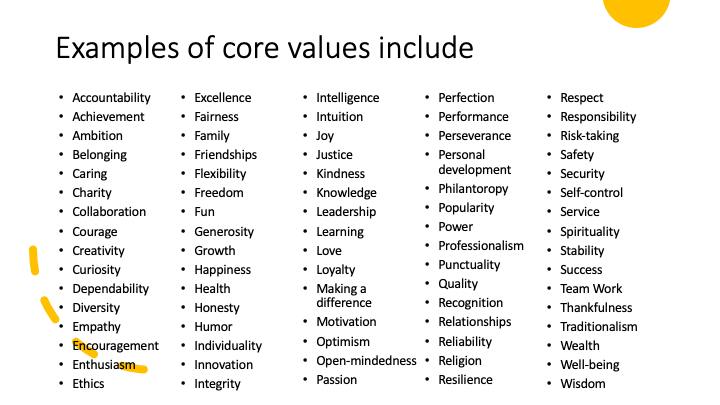 Examples of core values include
• Accountability
• Achievement
• Ambition
• Belonging
• Caring
• Charity
• Collaboration
• Courage
• Creativity
• Curiosity
• Dependability
• Diversity
• Empathy
• Encouragement
• Enthusiasm
• Ethics
• Excellence
• Fairness
• Family
• Friendships
• Flexibility
• Freedom
• Fun
• Generosity
• Growth
• Happiness
• Health
• Honesty
• Humor
• Individuality
• Innovation
• Integrity
• Intelligence
• Intuition
• Joy
• Justice
• Kindness
• Knowledge
• Leadership
• Learning
• Love
• Loyalty
• Making a
difference
• Motivation
• Optimism
• Open-mindedness
• Passion
• Perfection
• Performance
• Perseverance
• Personal
development
• Philantoropy
• Popularity
• Power
• Professionalism
• Punctuality
• Quality
• Recognition
• Relationships
• Reliability
• Religion
• Resilience
• Respect
• Responsibility
• Risk-taking
• Safety
• Security
• Self-control
• Service
• Spirituality
• Stability
• Success
• Team Work
• Thankfulness
• Traditionalism
• Wealth
• Well-being
• Wisdom